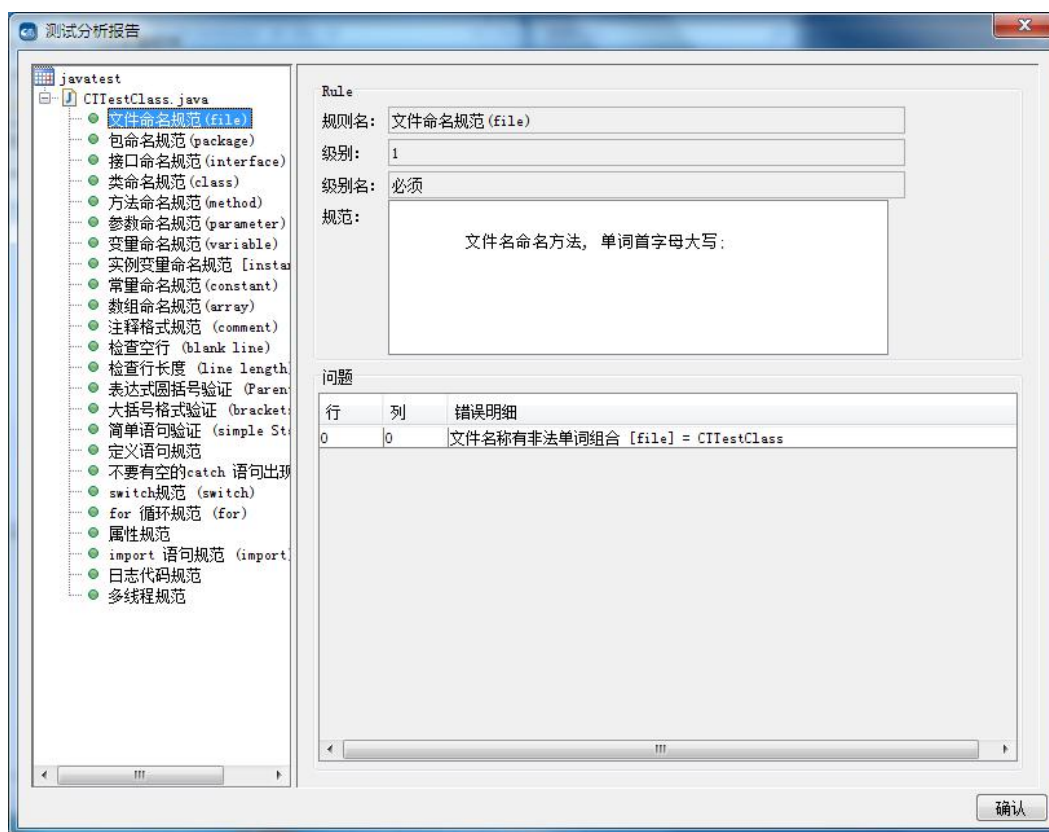 测试分析报告
javatest
CITestClass.java
文件命名规范(file)
包命名规范(package)
接口命名规范(interface)
类命名规范(class)
方法命名规范(method)
参数命名规范(parameter)
变量命名规范(variable)
实例变量命名规范 [instan
常量命名规范(constant)
数组命名规范(array)
注释格式规范 (comment)
检查空行 (blank line)
检查行长度 (line length)
表达式圆括号验证 (Paren
大括号格式验证 (brackets
简单语句验证 (simple St
定义语句规范
不要有空的catch 语句出现
switch规范 (switch)
for 循环规范 (for)
属性规范
import 语句规范 (import)
日志代码规范
多线程规范
Rule
规则名: 文件命名规范(file)
级别: 1
级别名: 必须
规范:
文件名命名方法, 单词首字母大写;
问题
行 列 错误明细
0 0 文件名称有非法单词组合 [file] = CITestClass
确认